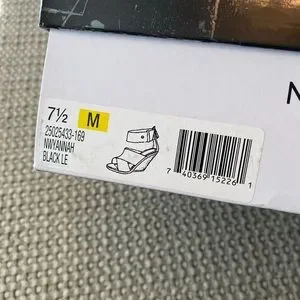 7½ M
25025433-169
NWYANNAH
BLACK LE
7 40369 15226 1
N